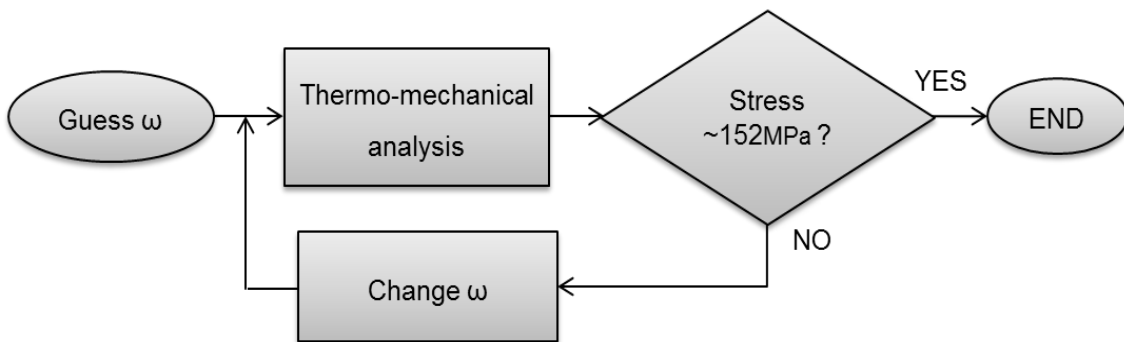 Guess ω
Thermo-mechanical
analysis
Stress
~152MPa ?
YES
END
NO
Change ω